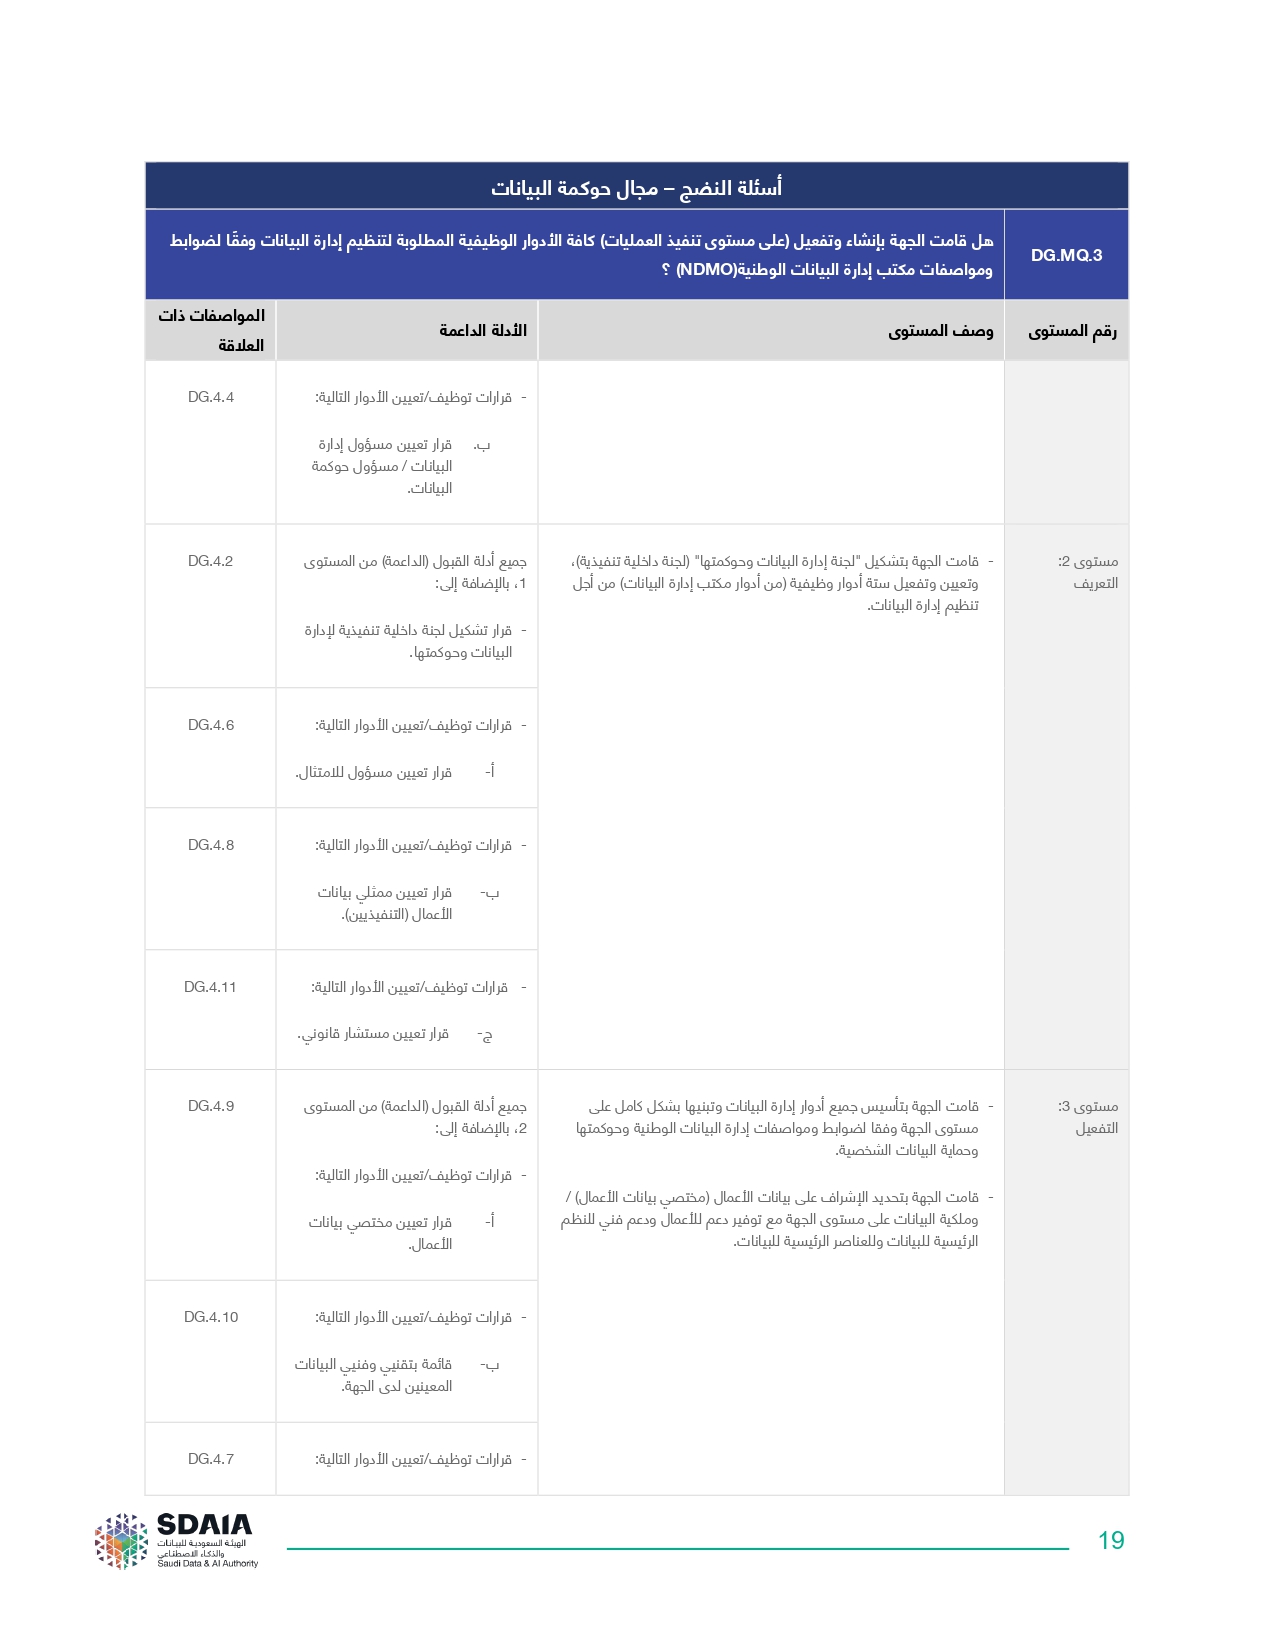 أسئلة النضج – مجال حوكمة البيانات
DG.MQ.3
هل قامت الجهة بإنشاء وتفعيل (على مستوى تنفيذ العمليات) كافة الأدوار الوظيفية المطلوبة لتنظيم إدارة البيانات وفقًا لضوابط
ومواصفات مكتب إدارة البيانات الوطنية(NDMO) ؟
رقم المستوى
وصف المستوى
الأدلة الداعمة
المواصفات ذات
العلاقة
- قرارات توظيف/تعيين الأدوار التالية:
ب. قرار تعيين مسؤول إدارة
البيانات / مسؤول حوكمة
البيانات.
DG.4.4
مستوى 2:
التعريف
- قامت الجهة بتشكيل "لجنة إدارة البيانات وحوكمتها" (لجنة داخلية تنفيذية)،
وتعيين وتفعيل ستة أدوار وظيفية (من أدوار مكتب إدارة البيانات) من أجل
تنظيم إدارة البيانات.
جميع أدلة القبول (الداعمة) من المستوى
1، بالإضافة إلى:
- قرار تشكيل لجنة داخلية تنفيذية لإدارة
البيانات وحوكمتها.
DG.4.2
- قرارات توظيف/تعيين الأدوار التالية:
أ- قرار تعيين مسؤول للامتثال.
DG.4.6
- قرارات توظيف/تعيين الأدوار التالية:
ب- قرار تعيين ممثلي بيانات
الأعمال (التنفيذيين).
DG.4.8
- قرارات توظيف/تعيين الأدوار التالية:
ج- قرار تعيين مستشار قانوني.
DG.4.11
مستوى 3:
التفعيل
- قامت الجهة بتأسيس جميع أدوار إدارة البيانات وتبنيها بشكل كامل على
مستوى الجهة وفقا لضوابط ومواصفات إدارة البيانات الوطنية وحوكمتها
وحماية البيانات الشخصية.
- قامت الجهة بتحديد الإشراف على بيانات الأعمال (مختصي بيانات الأعمال) /
وملكية البيانات على مستوى الجهة مع توفير دعم للأعمال ودعم فني للنظم
الرئيسية للبيانات وللعناصر الرئيسية للبيانات.
جميع أدلة القبول (الداعمة) من المستوى
2، بالإضافة إلى:
- قرارات توظيف/تعيين الأدوار التالية:
أ- قرار تعيين مختصي بيانات
الأعمال.
DG.4.9
- قرارات توظيف/تعيين الأدوار التالية:
ب- قائمة بتقنيي وفنيي البيانات
المعينين لدى الجهة.
DG.4.10
- قرارات توظيف/تعيين الأدوار التالية:
DG.4.7
SDAIA
الهيئة السعودية للبيانات
والذكاء الاصطناعي
Saudi Data & AI Authority
19